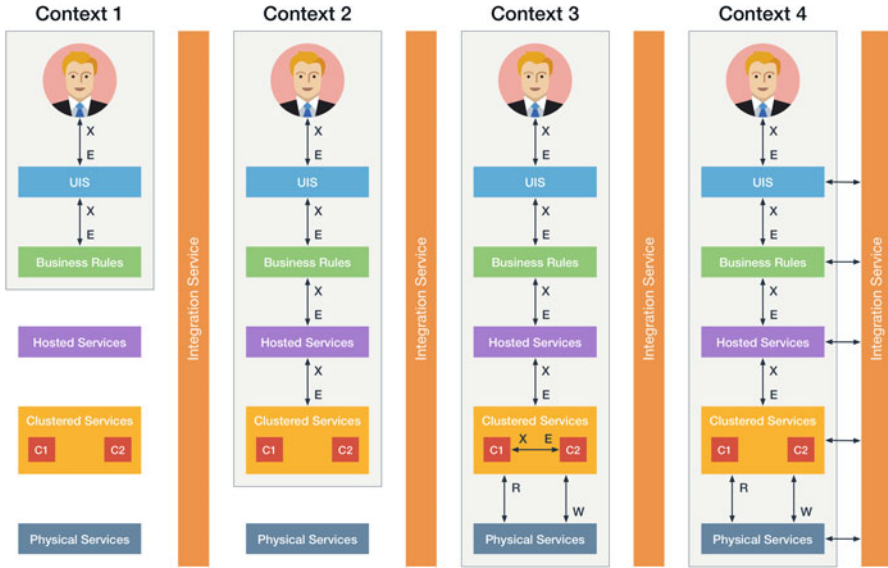 Context 1
Context 2
Context 3
Context 4
X
E
UIS
X
E
Business Rules
Hosted Services
Clustered Services
C1
C2
Physical Services
Integration Service
X
E
UIS
X
E
Business Rules
X
E
Hosted Services
X
E
Clustered Services
C1
C2
Physical Services
Integration Service
X
E
UIS
X
E
Business Rules
X
E
Hosted Services
X
E
Clustered Services
C1
X
E
C2
R
W
Physical Services
Integration Service
X
E
UIS
X
E
Business Rules
X
E
Hosted Services
X
E
Clustered Services
C1
C2
R
W
Physical Services
Integration Service